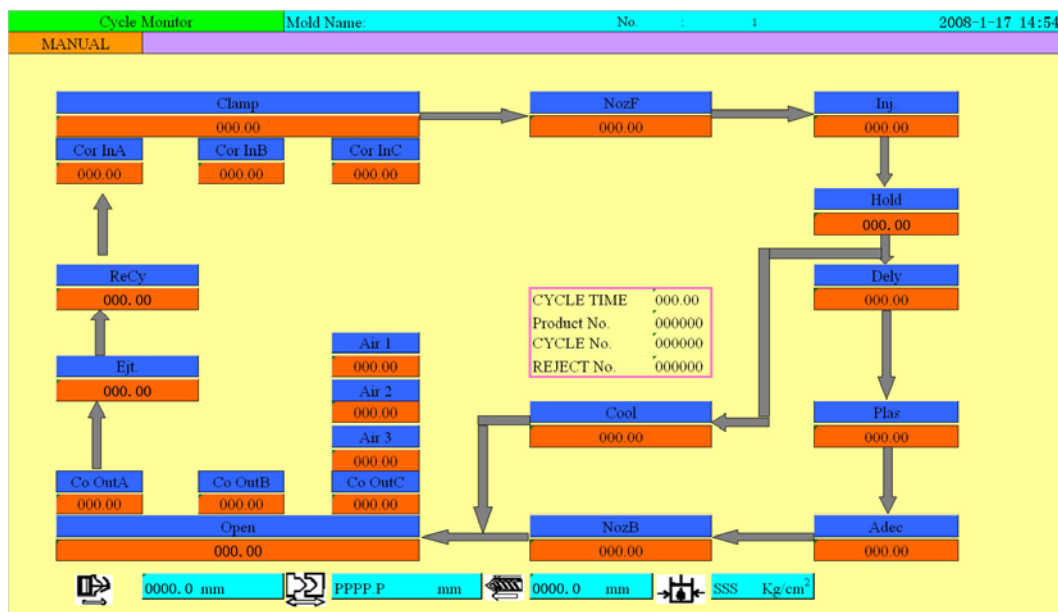 Cycle Monitor Mold Name: No. : 1 2008-1-17 14:54
MANUAL
Clamp NozF Inj.
000.00 000.00 000.00
Cor InA Cor InB Cor InC
000.00 000.00 000.00
Hold
000.00
ReCy Dely
000.00 000.00
CYCLE TIME 000.00
Product No. 000000
CYCLE No. 000000
REJECT No. 000000
Air 1
000.00
Ejt.
000.00
Air 2
000.00
Cool Plas
000.00 000.00
Air 3
000.00
Co OutA Co OutB Co OutC
000.00 000.00 000.00
Open NozB Adec
000.00 000.00 000.00
0000.0 mm PPPP.P mm 0000.0 mm SSS Kg/cm²